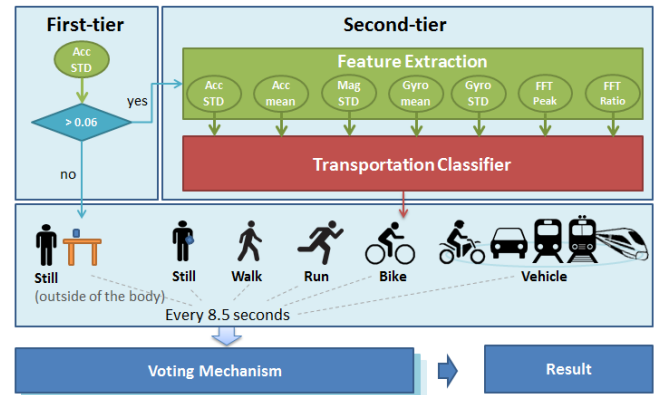 First-tier
Second-tier
Acc
STD
> 0.06
yes
no
Feature Extraction
Acc
STD
Acc
mean
Mag
STD
Gyro
mean
Gyro
STD
FFT
Peak
FFT
Ratio
Transportation Classifier
Still
(outside of the body)
Still
Walk
Run
Bike
Vehicle
Every 8.5 seconds
Voting Mechanism
Result